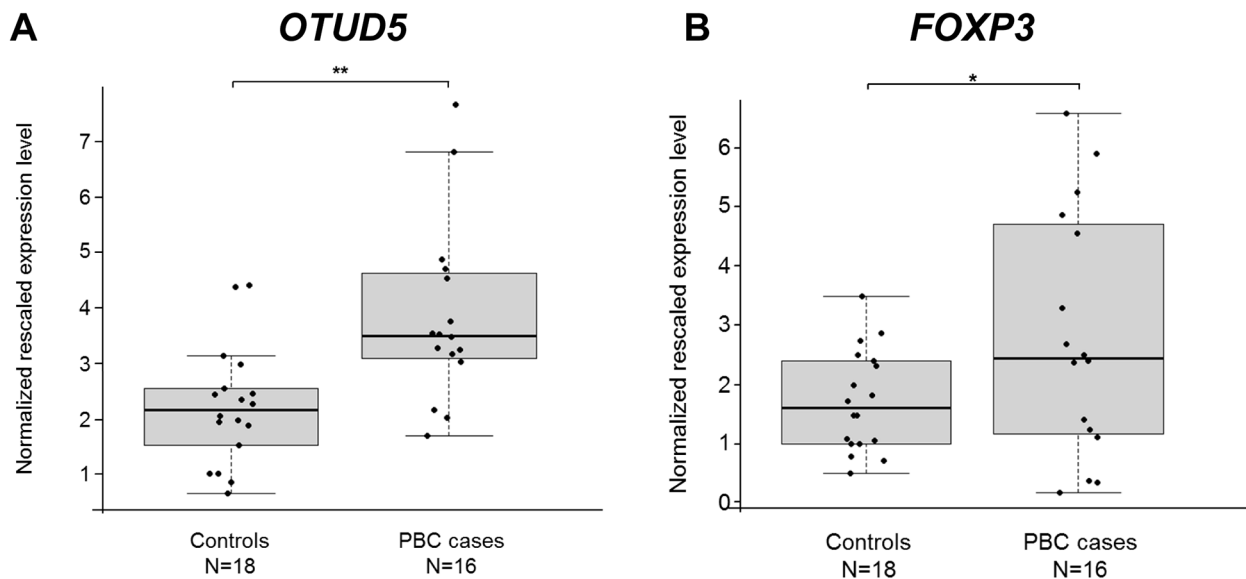 A
OTUD5
**
Normalized rescaled expression level
7
6
5
4
3
2
1
Controls
N=18
PBC cases
N=16
B
FOXP3
*
Normalized rescaled expression level
6
5
4
3
2
1
0
Controls
N=18
PBC cases
N=16